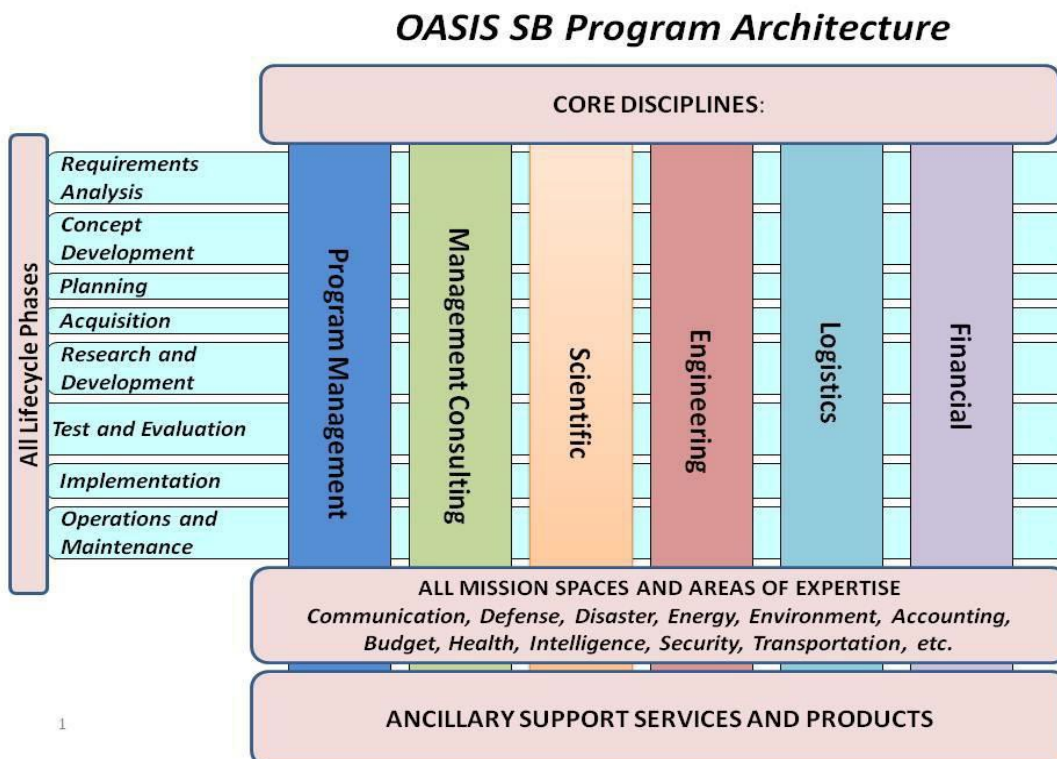 OASIS SB Program Architecture
CORE DISCIPLINES:
All Lifecycle Phases
Requirements
Analysis
Concept
Development
Planning
Acquisition
Research and
Development
Test and Evaluation
Implementation
Operations and
Maintenance
Program Management
Management Consulting
Scientific
Engineering
Logistics
Financial
ALL MISSION SPACES AND AREAS OF EXPERTISE
Communication, Defense, Disaster, Energy, Environment, Accounting,
Budget, Health, Intelligence, Security, Transportation, etc.
ANCILLARY SUPPORT SERVICES AND PRODUCTS
1